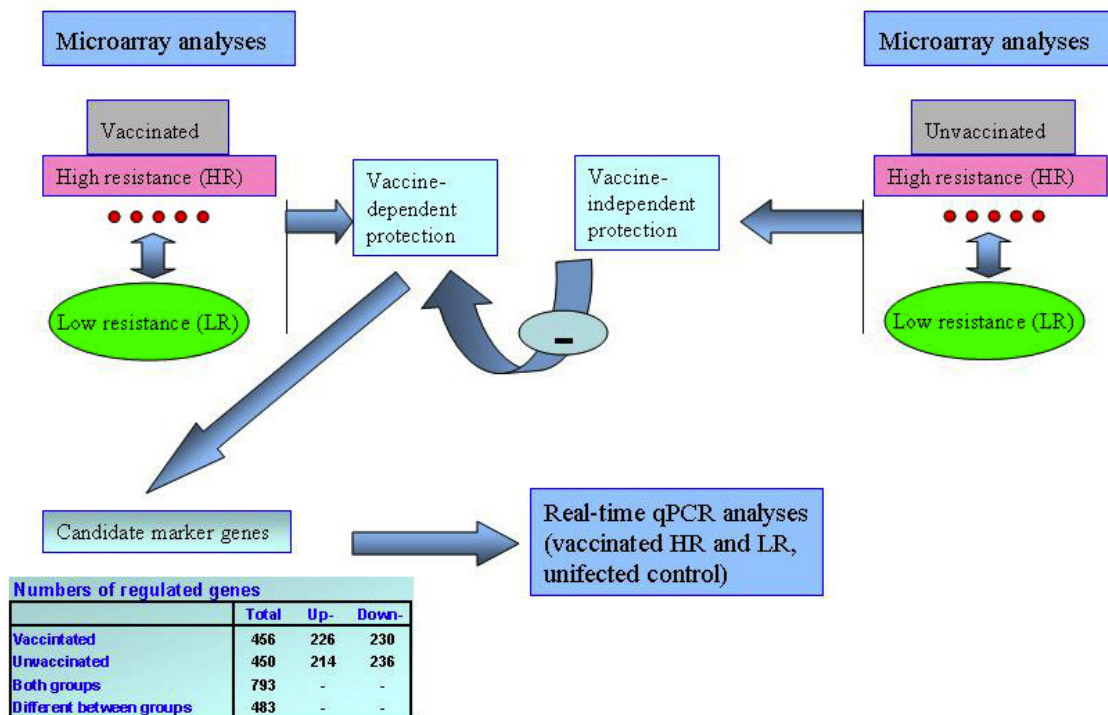 Microarray analyses
Microarray analyses
Vaccinated
High resistance (HR)
Low resistance (LR)
Vaccine-
dependent
protection
Vaccine-
independent
protection
Unvaccinated
High resistance (HR)
Low resistance (LR)
-
Candidate marker genes
Real-time qPCR analyses
(vaccinated HR and LR,
unifected control)
Numbers of regulated genes
Total Up- Down-
Vaccintated 456 226 230
Unvaccinated 450 214 236
Both groups 793 - -
Different between groups 483 - -